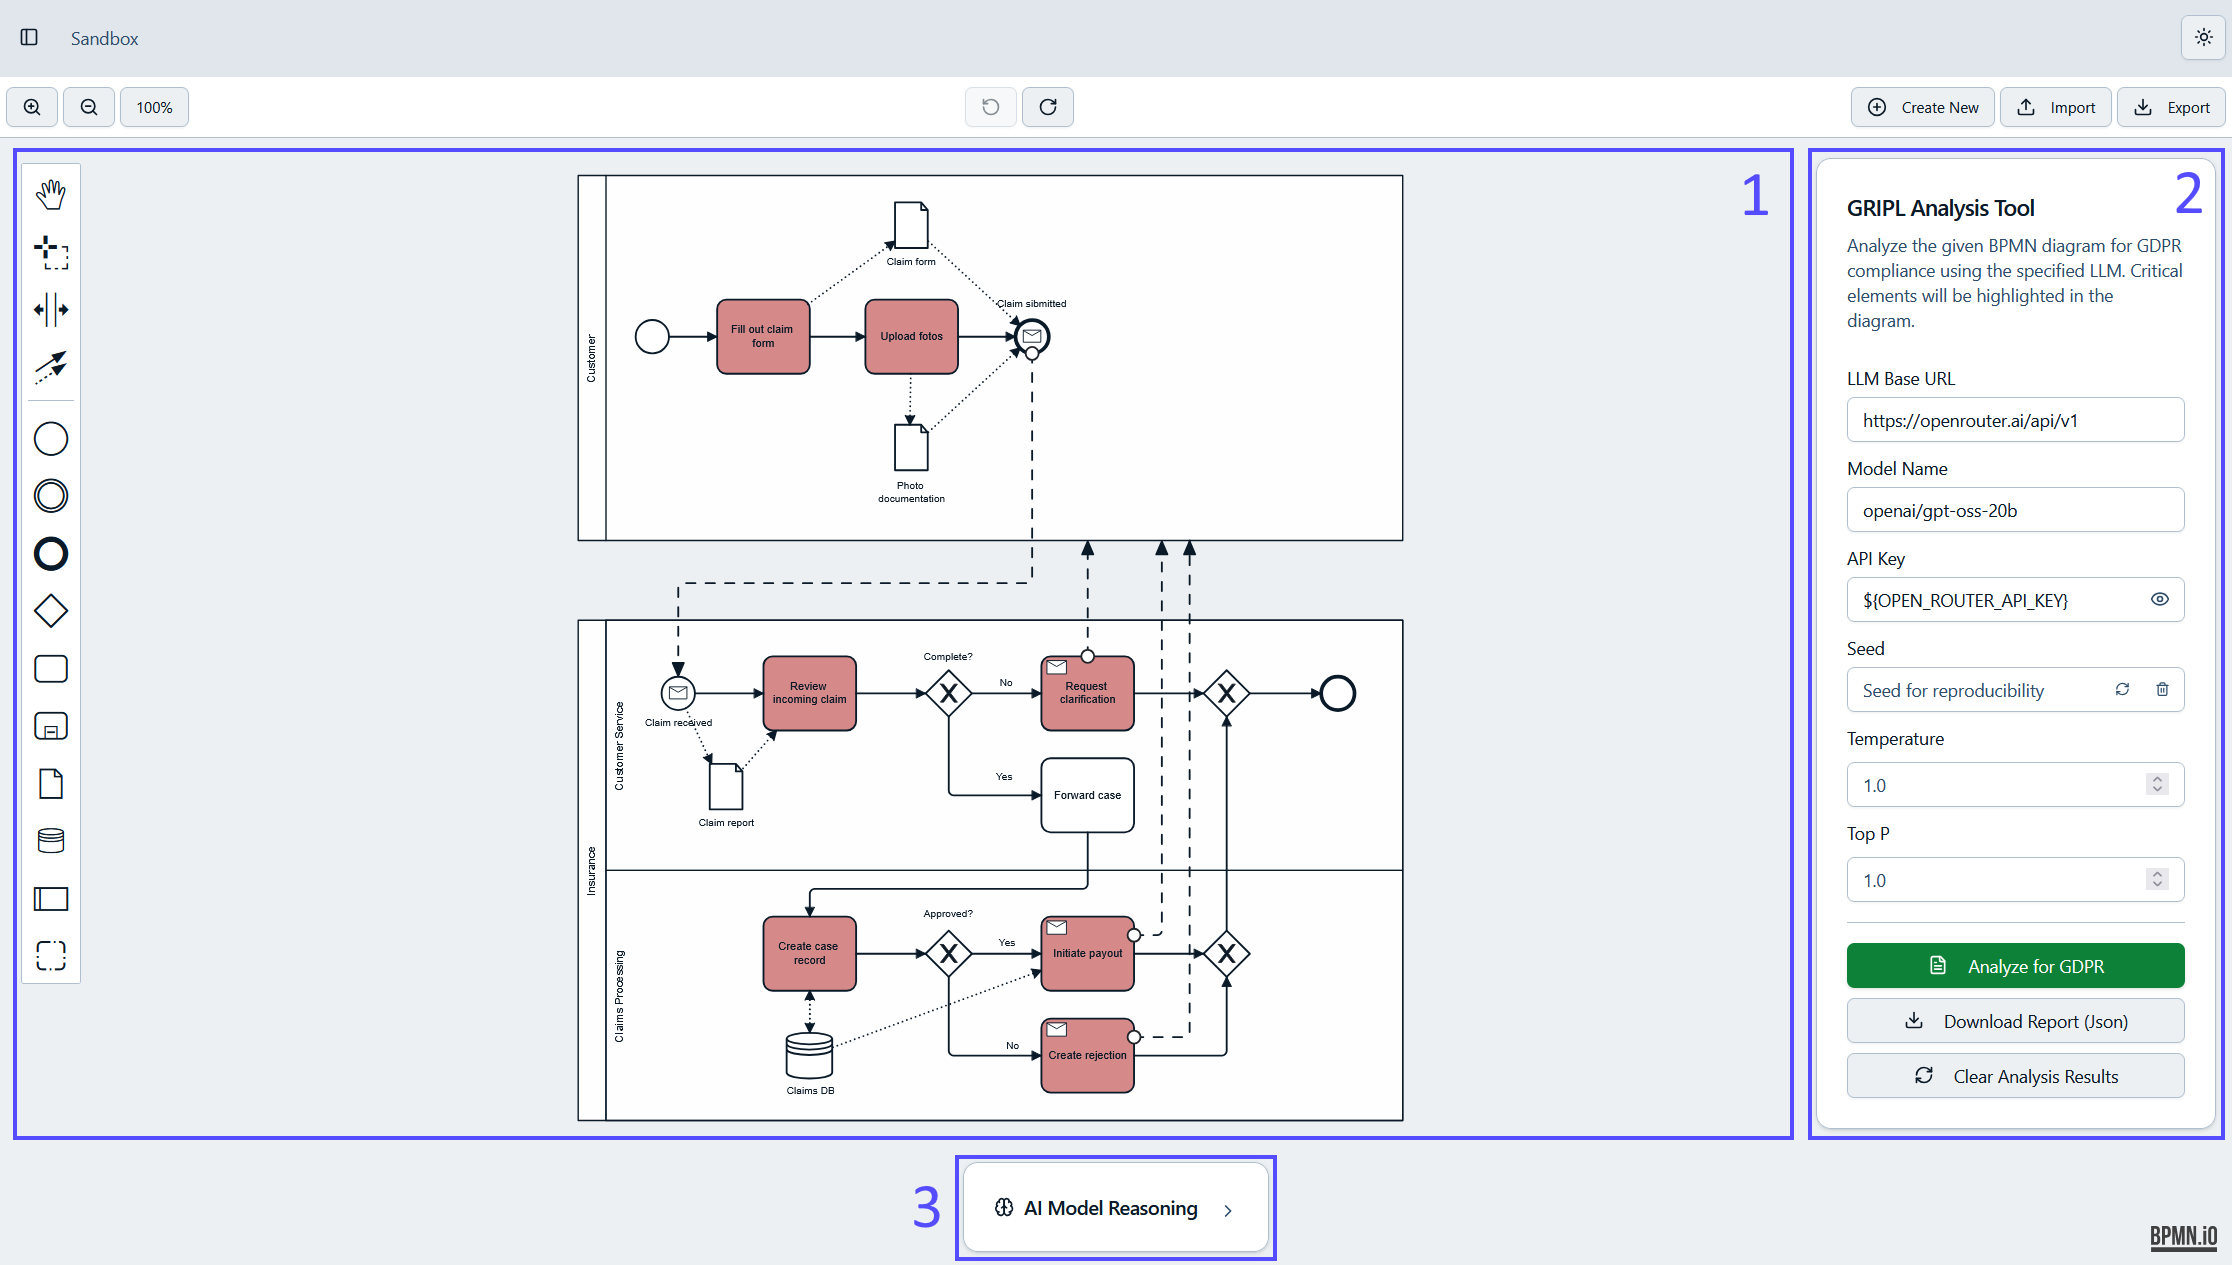 Sandbox
100%
Create New
Import
Export
1
Customer
Claim form
Fill out claim
form
Upload fotos
Claim sibmitted
Photo
documentation
Insurance
Customer Service
Claim received
Review
incoming claim
Complete?
No
Request
clarification
Yes
Forward case
Claim report
Claims Processing
Create case
record
Approved?
Yes
Initiate payout
No
Create rejection
Claims DB
2
GRIPL Analysis Tool
Analyze the given BPMN diagram for GDPR
compliance using the specified LLM. Critical
elements will be highlighted in the
diagram.
LLM Base URL
https://openrouter.ai/api/v1
Model Name
openai/gpt-oss-20b
API Key
${OPEN_ROUTER_API_KEY}
Seed
Seed for reproducibility
Temperature
1.0
Top P
1.0
Analyze for GDPR
Download Report (Json)
Clear Analysis Results
3
AI Model Reasoning
BPMN.iO